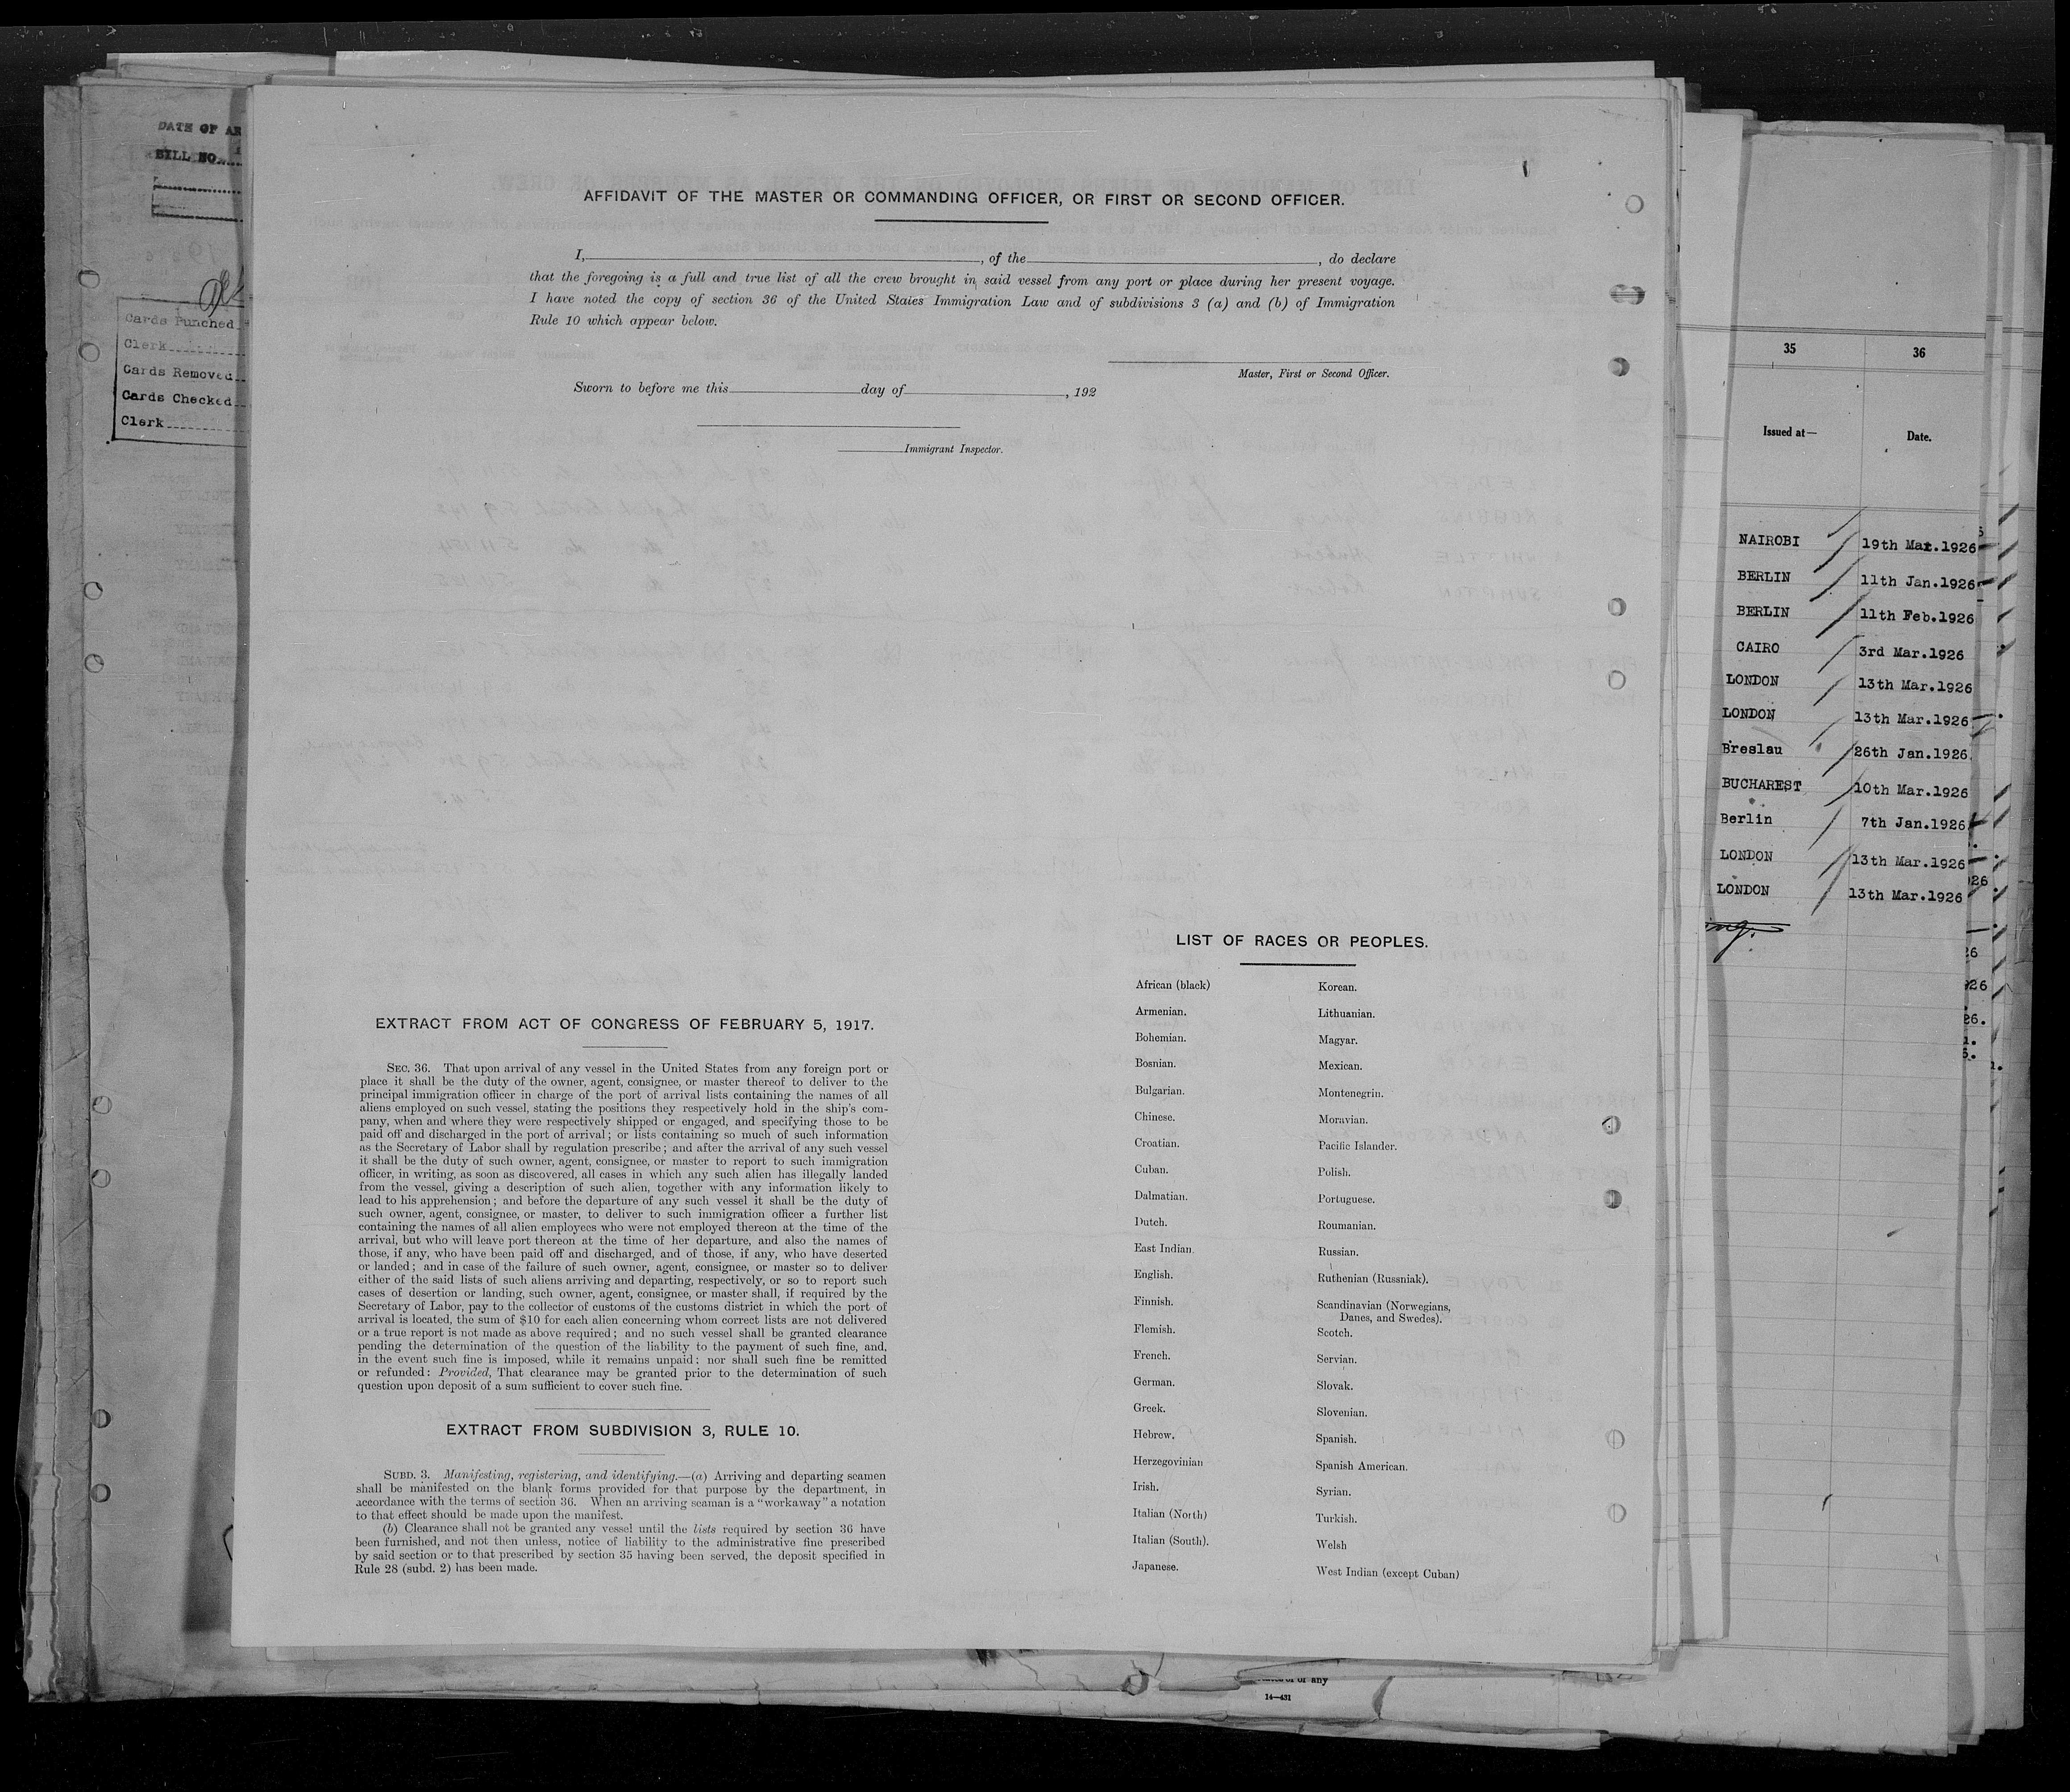 DATE OF AR
BILL NO.
Cards Punched
Clerk
Cards Removed
Cards Checked
Clerk
AFFIDAVIT OF THE MASTER OR COMMANDING OFFICER, OR FIRST OR SECOND OFFICER.
I, , of the , do declare
that the foregoing is a full and true list of all the crew brought in said vessel from any port or place during her present voyage.
I have noted the copy of section 36 of the United States Immigration Law and of subdivisions 3 (a) and (b) of Immigration
Rule 10 which appear below.
Master, First or Second Officer.
Sworn to before me this day of , 192
Immigrant Inspector.
EXTRACT FROM ACT OF CONGRESS OF FEBRUARY 5, 1917.
SEC. 36. That upon arrival of any vessel in the United States from any foreign port or
place it shall be the duty of the owner, agent, consignee, or master thereof to deliver to the
principal immigration officer in charge of the port of arrival lists containing the names of all
aliens employed on such vessel, stating the positions they respectively hold in the ship's com-
pany, when and where they were respectively shipped or engaged, and specifying those to be
paid off and discharged in the port of arrival; or lists containing so much of such information
as the Secretary of Labor shall by regulation prescribe; and after the arrival of any such vessel
it shall be the duty of such owner, agent, consignee, or master to report to such immigration
officer, in writing, as soon as discovered, all cases in which any such alien has illegally landed
from the vessel, giving a description of such alien, together with any information likely to
lead to his apprehension; and before the departure of any such vessel it shall be the duty of
such owner, agent, consignee, or master, to deliver to such immigration officer a further list
containing the names of all alien employees who were not employed thereon at the time of the
arrival, but who will leave port thereon at the time of her departure, and also the names of
those, if any, who have been paid off and discharged, and of those, if any, who have deserted
or landed; and in case of the failure of such owner, agent, consignee, or master so to deliver
either of the said lists of such aliens arriving and departing, respectively, or so to report such
cases of desertion or landing, such owner, agent, consignee, or master shall, if required by the
Secretary of Labor, pay to the collector of customs of the customs district in which the port of
arrival is located, the sum of $10 for each alien concerning whom correct lists are not delivered
or a true report is not made as above required; and no such vessel shall be granted clearance
pending the determination of the question of the liability to the payment of such fine, and,
in the event such fine is imposed, while it remains unpaid; nor shall such fine be remitted
or refunded: Provided, That clearance may be granted prior to the determination of such
question upon deposit of a sum sufficient to cover such fine.
EXTRACT FROM SUBDIVISION 3, RULE 10.
SUBD. 3. Manifesting, registering, and identifying.—(a) Arriving and departing seamen
shall be manifested on the blank forms provided for that purpose by the department, in
accordance with the terms of section 36. When an arriving seaman is a "workaway" a notation
to that effect should be made upon the manifest.
(b) Clearance shall not be granted any vessel until the lists required by section 36 have
been furnished, and not then unless, notice of liability to the administrative fine prescribed
by said section or to that prescribed by section 35 having been served, the deposit specified in
Rule 28 (subd. 2) has been made.
LIST OF RACES OR PEOPLES.
African (black)
Armenian.
Bohemian.
Bosnian.
Bulgarian.
Chinese.
Croatian.
Cuban.
Dalmatian.
Dutch.
East Indian
English.
Finnish.
Flemish.
French.
German.
Greek.
Hebrew.
Herzegovinian
Irish.
Italian (North)
Italian (South).
Japanese.
Korean.
Lithuanian.
Magyar.
Mexican.
Montenegrin.
Moravian.
Pacific Islander.
Polish.
Portuguese.
Roumanian.
Russian.
Ruthenian (Russniak).
Scandinavian (Norwegians,
Danes, and Swedes).
Scotch.
Servian.
Slovak.
Slovenian.
Spanish.
Spanish American.
Syrian.
Turkish.
Welsh
West Indian (except Cuban)
35 36
Issued at— Date.
NAIROBI 19th Mar.1926
BERLIN 11th Jan.1926
BERLIN 11th Feb.1926
CAIRO 3rd Mar.1926
LONDON 13th Mar.1926
LONDON 13th Mar.1926
Breslau 26th Jan.1926
BUCHAREST 10th Mar.1926
Berlin 7th Jan.1926
LONDON 13th Mar.1926
LONDON 13th Mar.1926
26
26
926
26.
or any
14—431